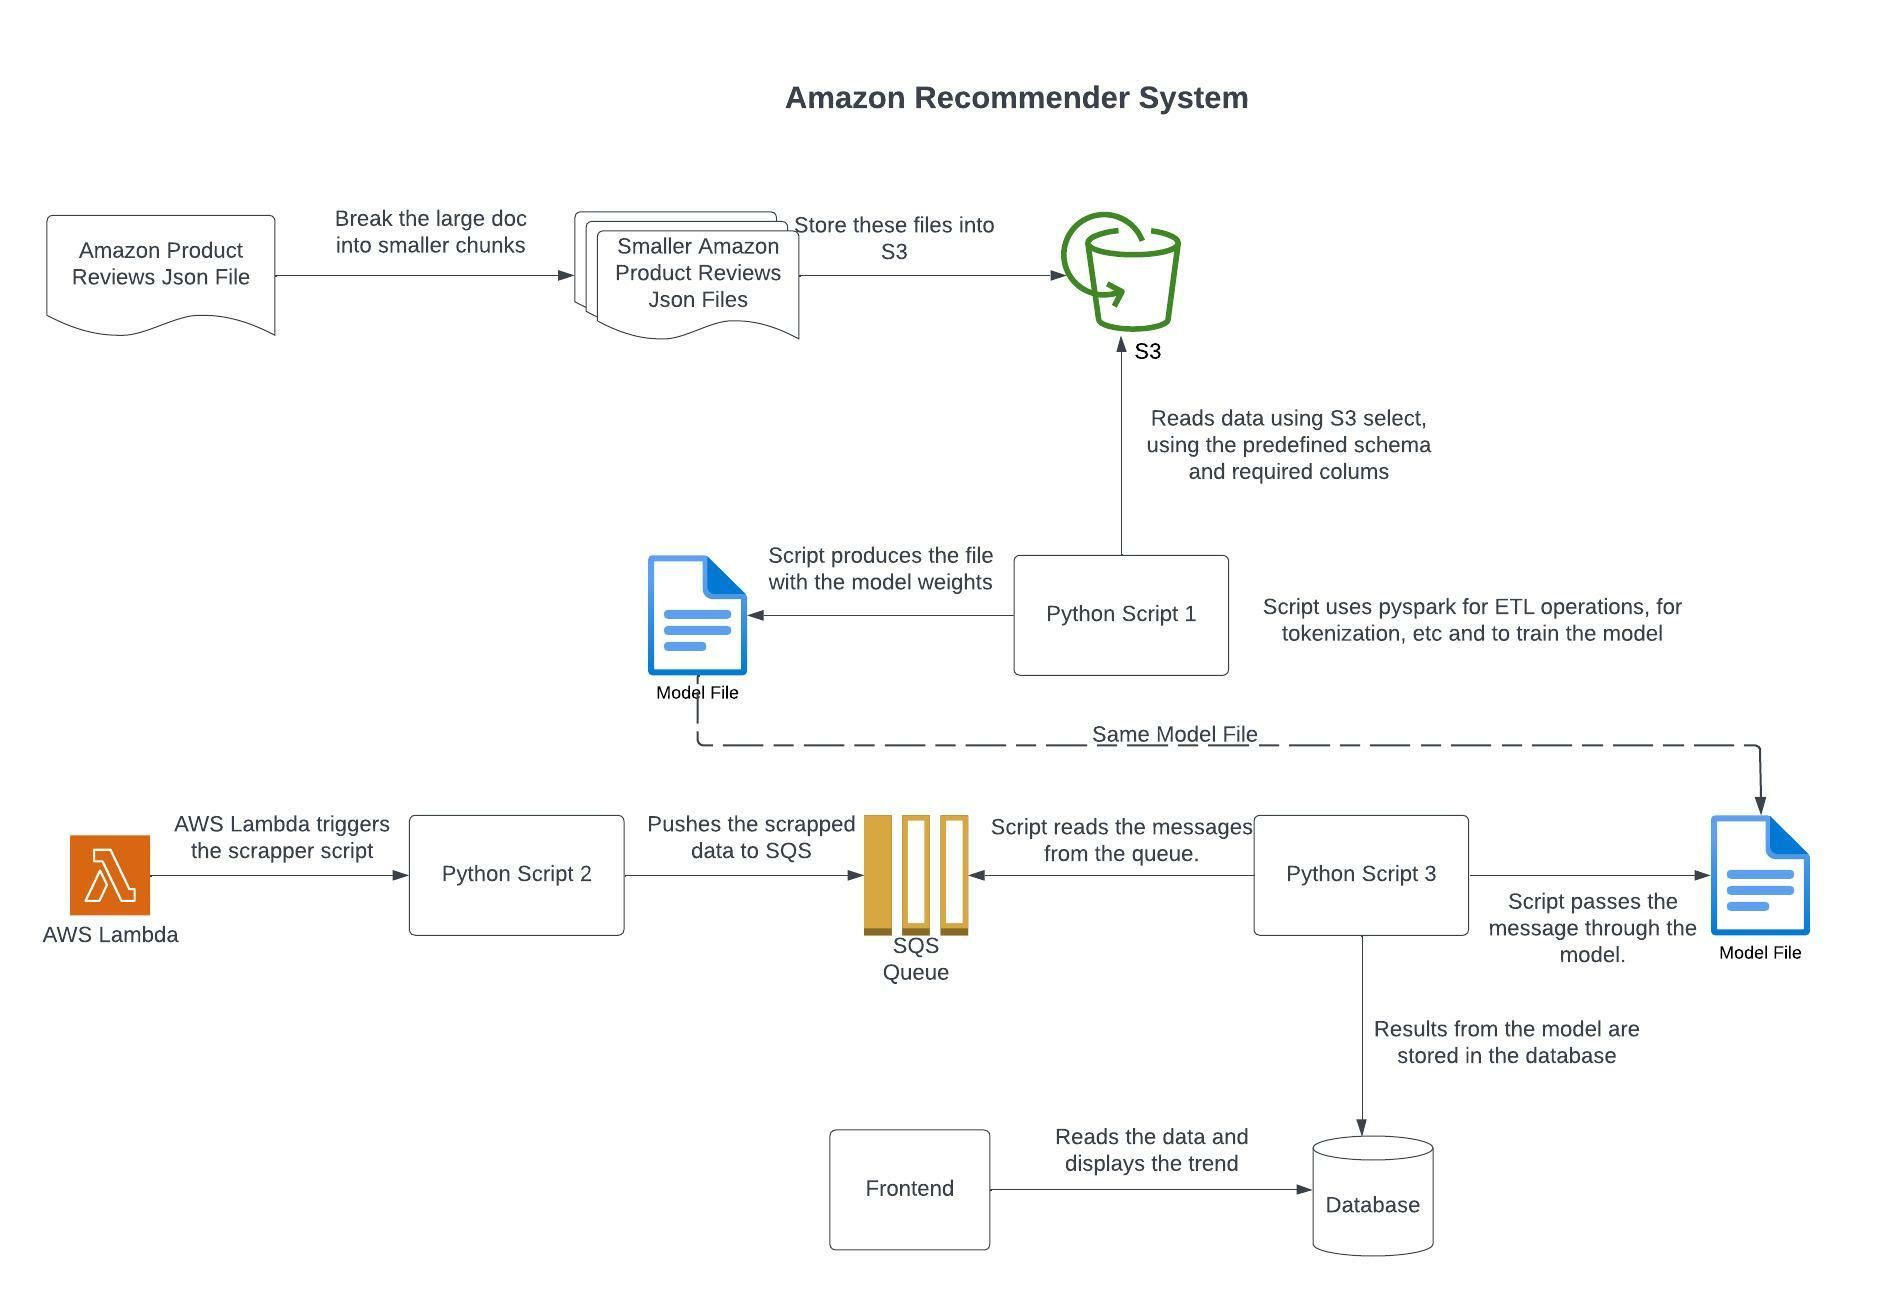 Amazon Recommender System
Amazon Product
Reviews Json File
Break the large doc
into smaller chunks
Smaller Amazon
Product Reviews
Json Files
Store these files into
S3
S3
Reads data using S3 select,
using the predefined schema
and required colums
Script produces the file
with the model weights
Python Script 1
Script uses pyspark for ETL operations, for
tokenization, etc and to train the model
Model File
Same Model File
AWS Lambda
AWS Lambda triggers
the scrapper script
Python Script 2
Pushes the scrapped
data to SQS
SQS
Queue
Script reads the messages
from the queue.
Python Script 3
Script passes the
message through the
model.
Model File
Results from the model are
stored in the database
Frontend
Reads the data and
displays the trend
Database